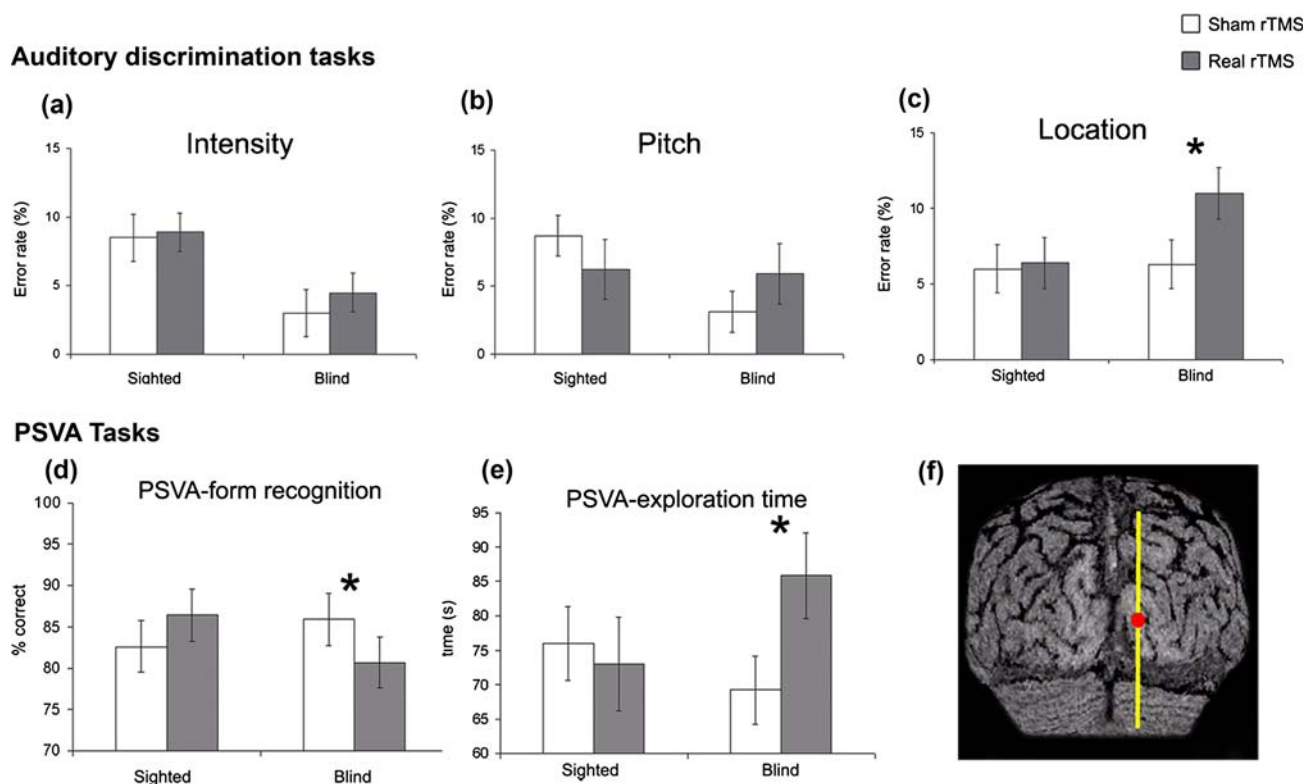 Sham rTMS
Real rTMS
Auditory discrimination tasks
(a)
Intensity
15
10
5
0
Error rate (%)
Sighted
Blind
(b)
Pitch
15
10
5
0
Error rate (%)
Sighted
Blind
(c)
Location
*
15
10
5
0
Error rate (%)
Sighted
Blind
PSVA Tasks
(d)
PSVA-form recognition
*
100
95
90
85
80
75
70
% correct
Sighted
Blind
(e)
PSVA-exploration time
*
95
90
85
80
75
70
65
60
time (s)
Sighted
Blind
(f)